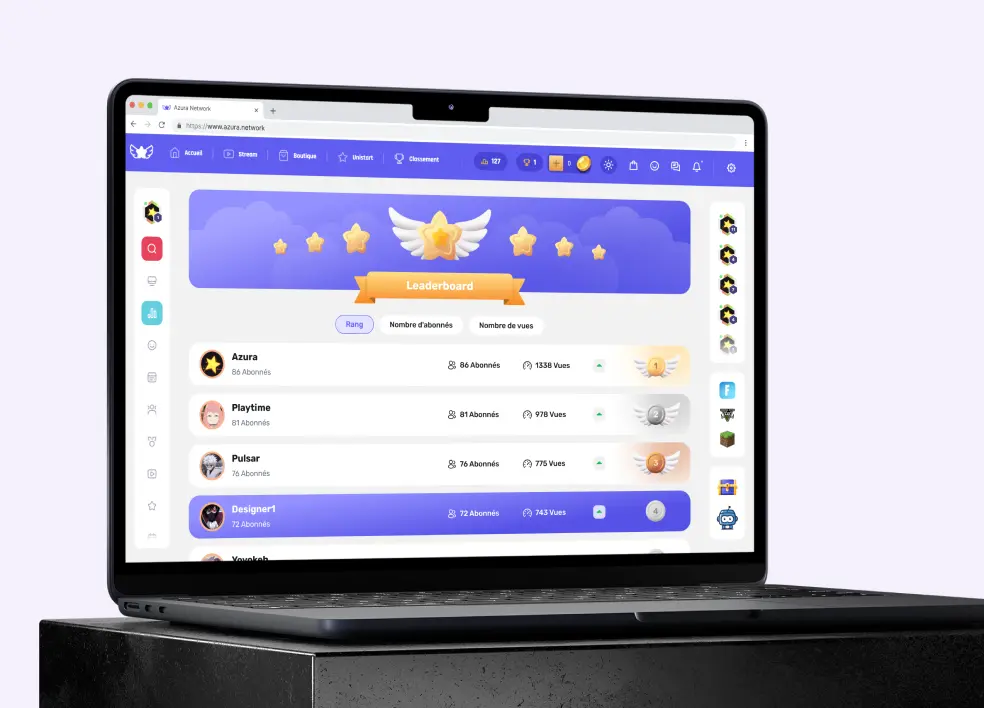 Azura Network
https://www.azura.network
Accueil
Stream
Boutique
Unistart
Classement
127
1
0
Leaderboard
Rang
Nombre d'abonnés
Nombre de vues
Azura
86 Abonnés
86 Abonnés
1338 Vues
1
Playtime
81 Abonnés
81 Abonnés
978 Vues
2
Pulsar
76 Abonnés
76 Abonnés
775 Vues
3
Designer1
72 Abonnés
72 Abonnés
743 Vues
4